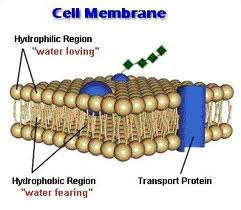 Cell Membrane
Hydrophilic Region
"water loving"
Hydrophobic Region
"water fearing"
Transport Protein